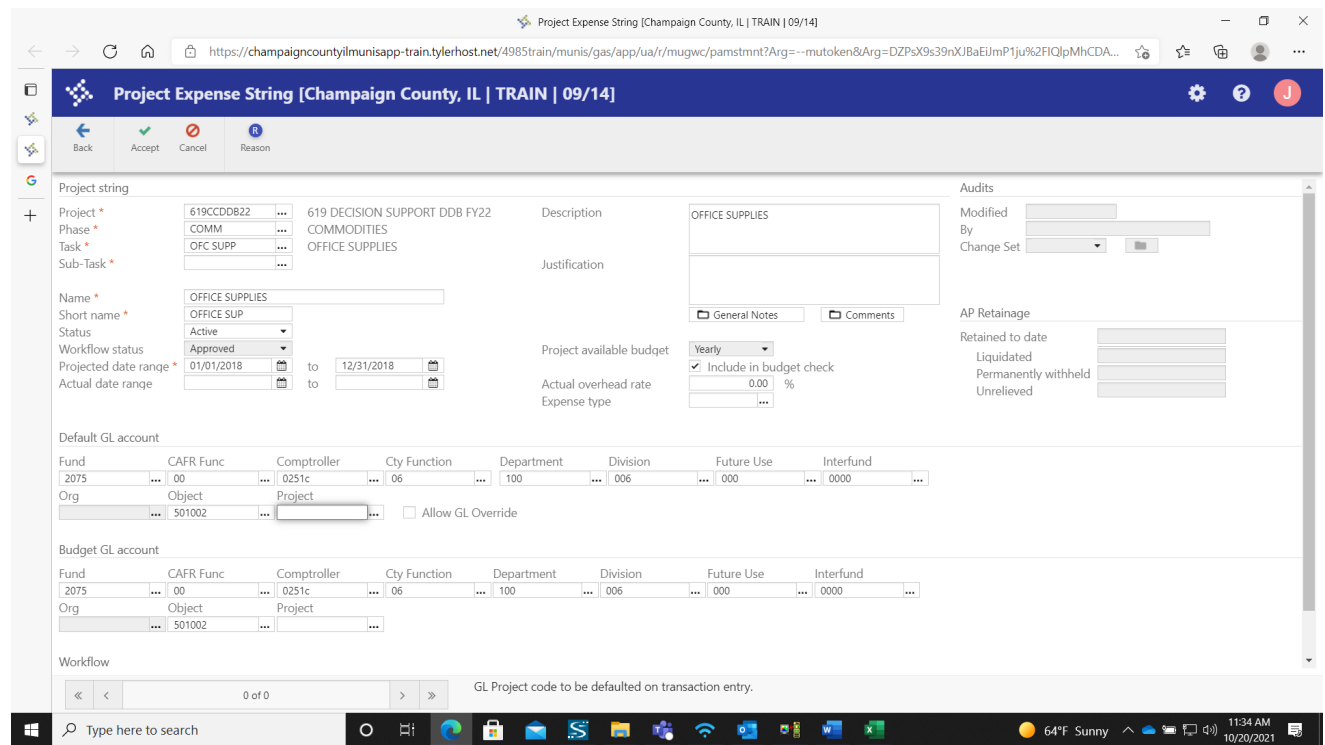 Project Expense String [Champaign County, IL | TRAIN | 09/14]
https://champaigncountyilmunisapp-train.tylerhost.net/4985train/munis/gas/app/ua/r/mugwc/pamstmnt?Arg=--mutoken&Arg=DZPsX9s39nXJBaEiJmP1ju%2FIQlpMhCDA...
Project Expense String [Champaign County, IL | TRAIN | 09/14]
J
R
Back Accept Cancel Reason
Project string Audits
Project * 619CCDDB22 ... 619 DECISION SUPPORT DDB FY22 Description OFFICE SUPPLIES Modified
Phase * COMM ... COMMODITIES By
Task * OFC SUPP ... OFFICE SUPPLIES Change Set
Sub-Task * ... Justification
Name * OFFICE SUPPLIES
Short name * OFFICE SUP General Notes Comments AP Retainage
Status Active Retained to date
Workflow status Approved Project available budget Yearly Liquidated
Projected date range * 01/01/2018 to 12/31/2018 Include in budget check Permanently withheld
Actual date range to Actual overhead rate 0.00 % Unrelieved
Expense type ...
Default GL account
Fund CAFR Func Comptroller Cty Function Department Division Future Use Interfund
2075 ... 00 ... 0251c ... 06 ... 100 ... 006 ... 000 ... 0000 ...
Org Object Project
... 501002 ... ... Allow GL Override
Budget GL account
Fund CAFR Func Comptroller Cty Function Department Division Future Use Interfund
2075 ... 00 ... 0251c ... 06 ... 100 ... 006 ... 000 ... 0000 ...
Org Object Project
... 501002 ... ...
Workflow
0 of 0 GL Project code to be defaulted on transaction entry.
Type here to search 64°F Sunny 11:34 AM
10/20/2021